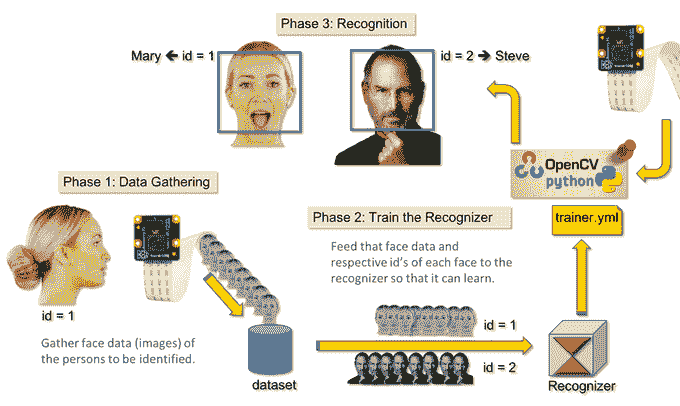 Phase 3: Recognition
Mary ← id = 1
id = 2 → Steve
OpenCV
python
trainer.yml
Phase 1: Data Gathering
id = 1
Gather face data (images) of
the persons to be identified.
dataset
Phase 2: Train the Recognizer
Feed that face data and
respective id's of each face to the
recognizer so that it can learn.
id = 1
id = 2
Recognizer